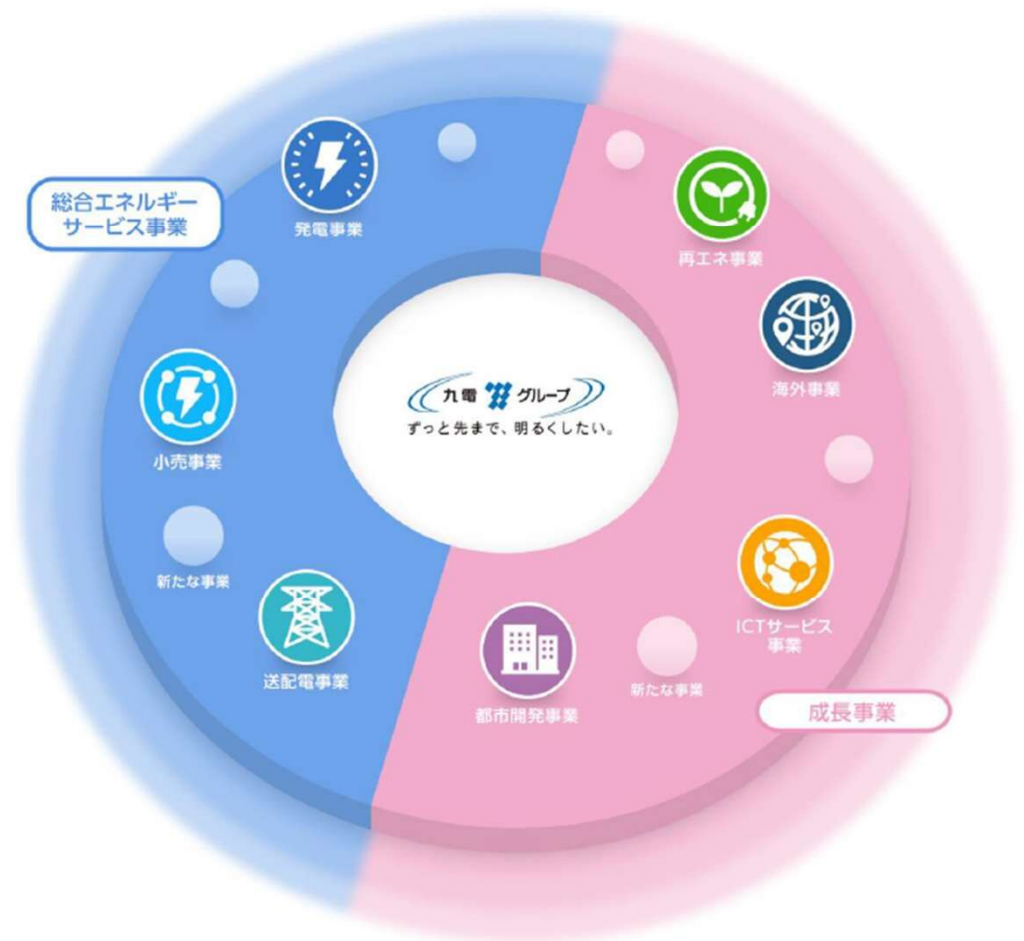 総合エネルギー
サービス事業
発電事業
小売事業
新たな事業
送配電事業
九電 グループ
ずっと先まで、明るくしたい。
再エネ事業
海外事業
ICTサービス
事業
新たな事業
都市開発事業
成長事業